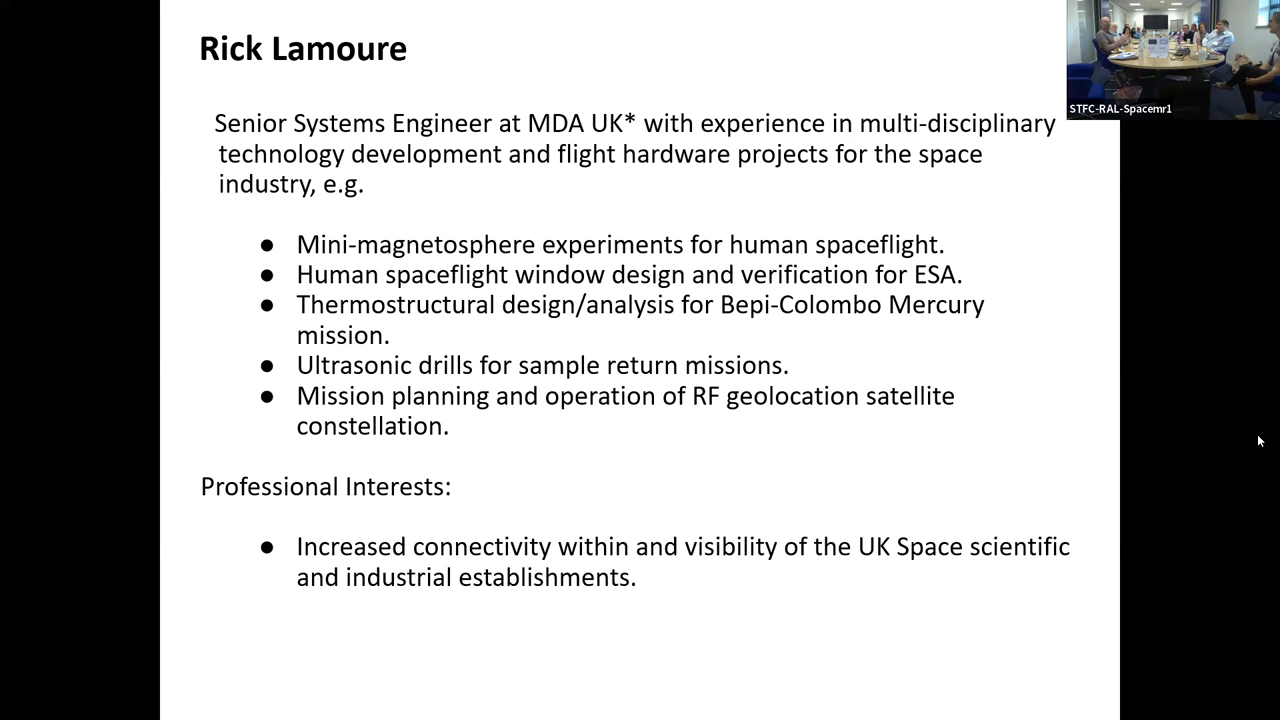 Rick Lamoure
STFC-RAL-Spacemr1
Senior Systems Engineer at MDA UK* with experience in multi-disciplinary
technology development and flight hardware projects for the space
industry, e.g.
● Mini-magnetosphere experiments for human spaceflight.
● Human spaceflight window design and verification for ESA.
● Thermostructural design/analysis for Bepi-Colombo Mercury
mission.
● Ultrasonic drills for sample return missions.
● Mission planning and operation of RF geolocation satellite
constellation.
Professional Interests:
● Increased connectivity within and visibility of the UK Space scientific
and industrial establishments.